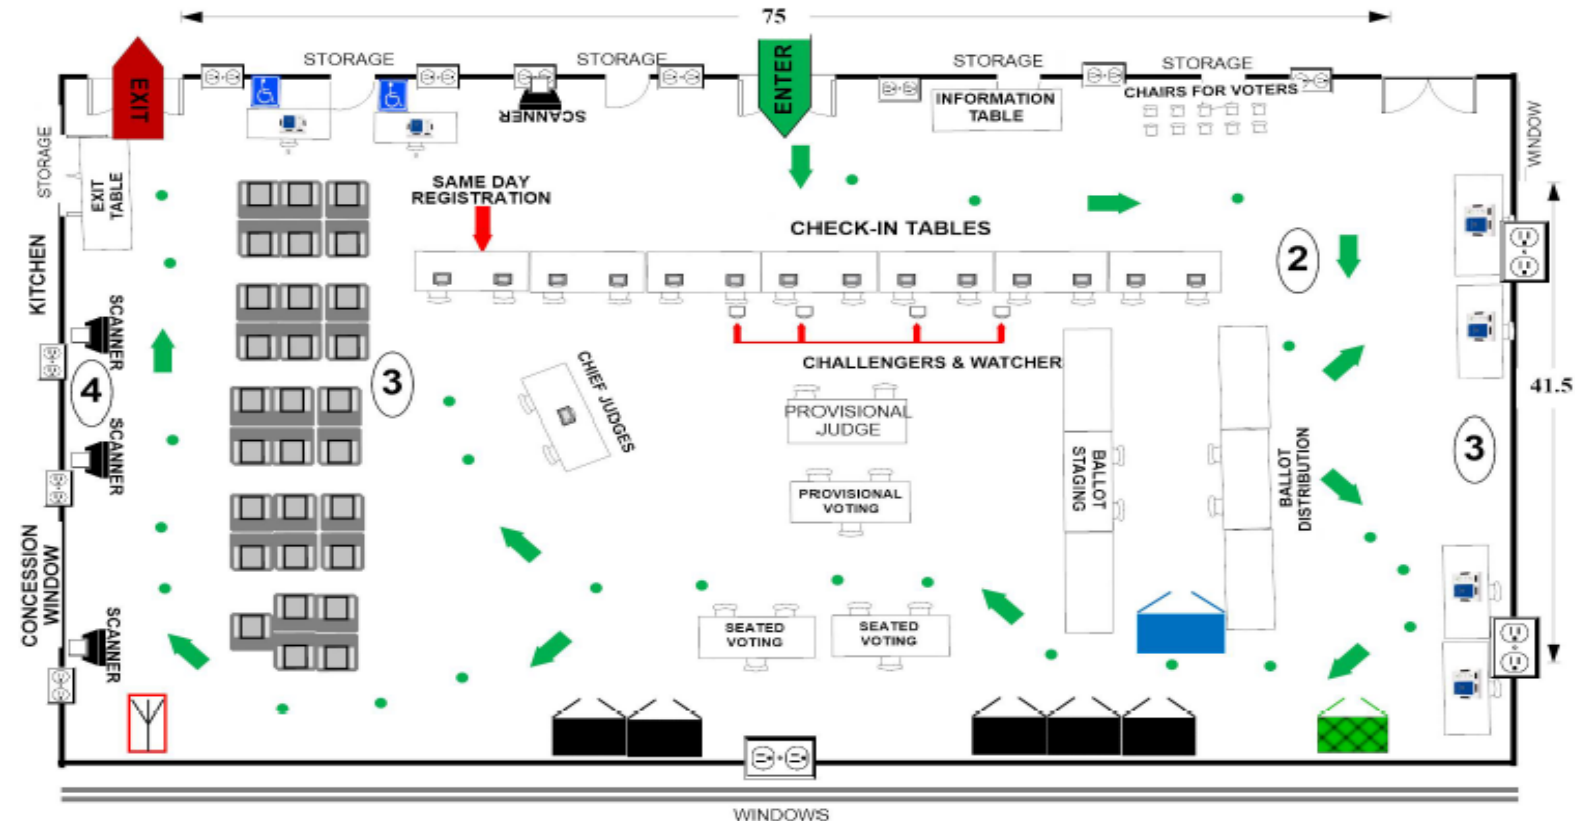 75
STORAGE
STORAGE
STORAGE
STORAGE
EXIT
ENTER
SCANNER
INFORMATION
TABLE
CHAIRS FOR VOTERS
WINDOW
STORAGE
EXIT
TABLE
SAME DAY
REGISTRATION
CHECK-IN TABLES
2
KITCHEN
SCANNER
CHALLENGERS & WATCHER
CHIEF JUDGES
3
4
41.5
PROVISIONAL
JUDGE
SCANNER
BALLOT
STAGING
BALLOT
DISTRIBUTION
3
PROVISIONAL
VOTING
CONCESSION
WINDOW
SCANNER
SEATED
VOTING
SEATED
VOTING
WINDOWS